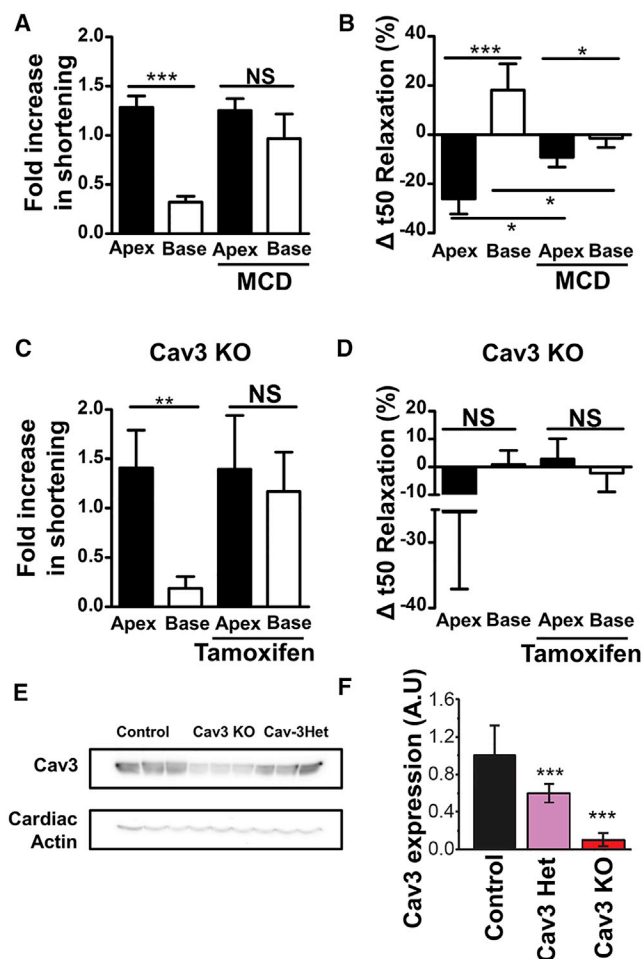 A
Fold increase
in shortening
2.0
1.5
1.0
0.5
0.0
***
NS
Apex Base Apex Base
MCD
B
Δ t50 Relaxation (%)
40
20
0
-20
-40
***
*
*
*
Apex Base Apex Base
MCD
C
Cav3 KO
Fold increase
in shortening
2.0
1.5
1.0
0.5
0.0
**
NS
Apex Base Apex Base
Tamoxifen
D
Cav3 KO
Δ t50 Relaxation (%)
20
10
0
-10
-30
-40
NS
NS
Apex Base Apex Base
Tamoxifen
E
Control Cav3 KO Cav-3Het
Cav3
Cardiac
Actin
F
Cav3 expression (A.U)
1.6
1.2
0.8
0.4
0.0
***
***
Control
Cav3 Het
Cav3 KO